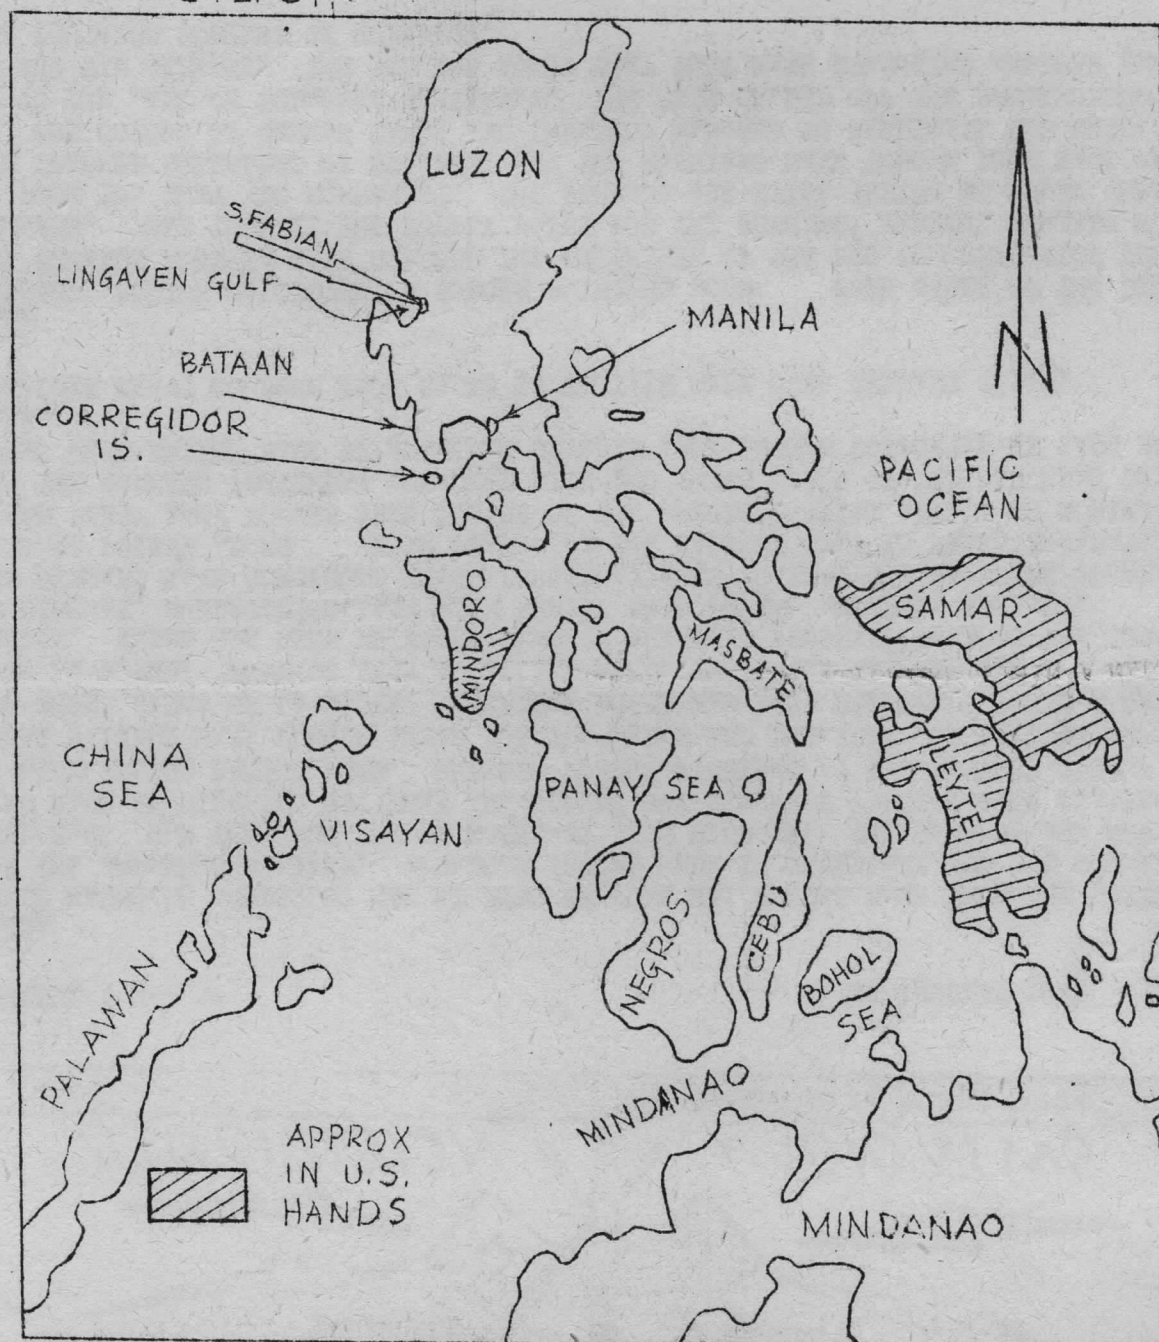 LUZON
S. FABIAN
LINGAYEN GULF
MANILA
BATAAN
CORREGIDOR
IS.
PACIFIC
OCEAN
N
MINDORO
SAMAR
MASBATE
CHINA
SEA
PANAY
SEA
LEYTE
VISAYAN
NEGROS
CEBU
BOHOL
SEA
PALAWAN
MINDANAO
APPROX
IN U.S.
HANDS
MINDANAO